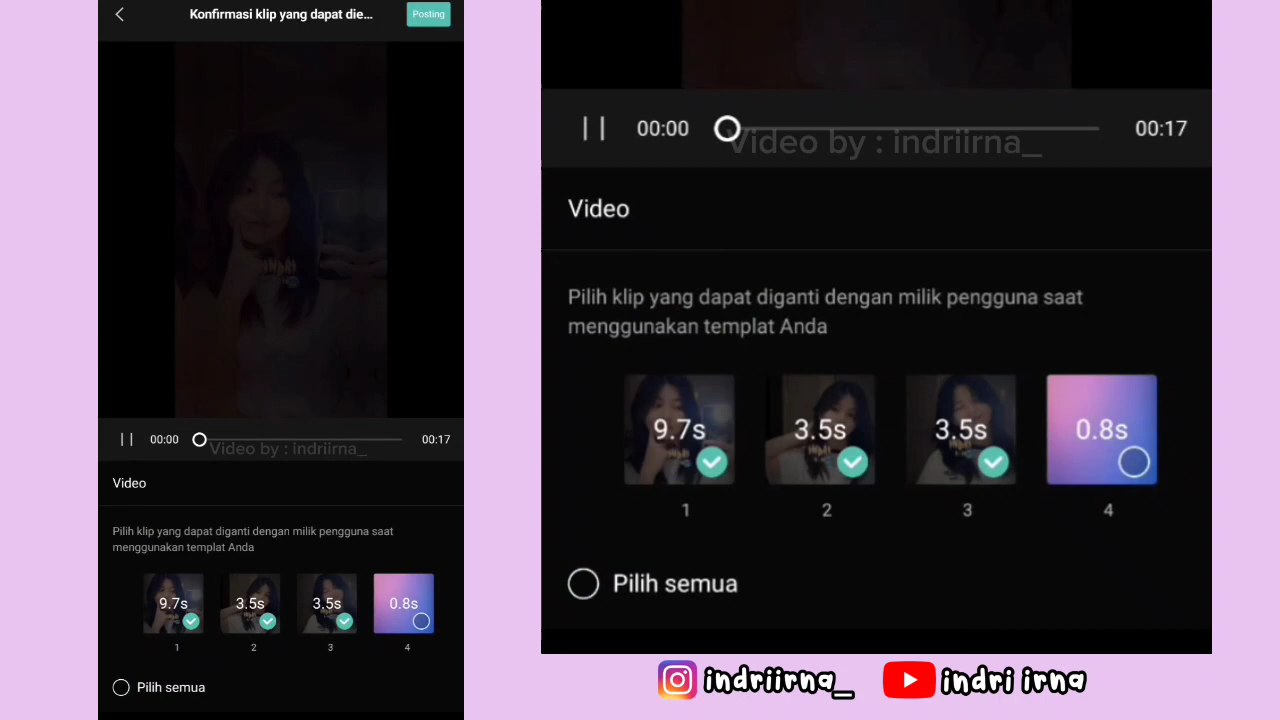 Konfirmasi klip yang dapat die...
Posting
00:00
00:17
Video by : indriirna_
Video
Pilih klip yang dapat diganti dengan milik pengguna saat
menggunakan templat Anda
9.7s
3.5s
3.5s
0.8s
1
2
3
4
Pilih semua
00:00
00:17
Video by : indriirna_
Video
Pilih klip yang dapat diganti dengan milik pengguna saat
menggunakan templat Anda
9.7s
3.5s
3.5s
0.8s
1
2
3
4
Pilih semua
indriirna_
indri irna